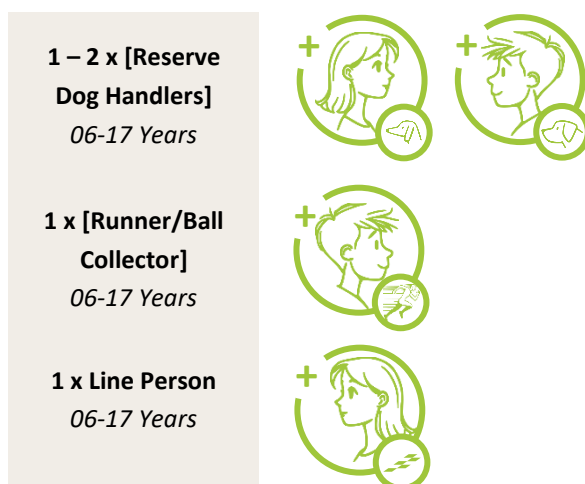 1 – 2 x [Reserve
Dog Handlers]
06-17 Years
+
+
1 x [Runner/Ball
Collector]
06-17 Years
+
1 x Line Person
06-17 Years
+